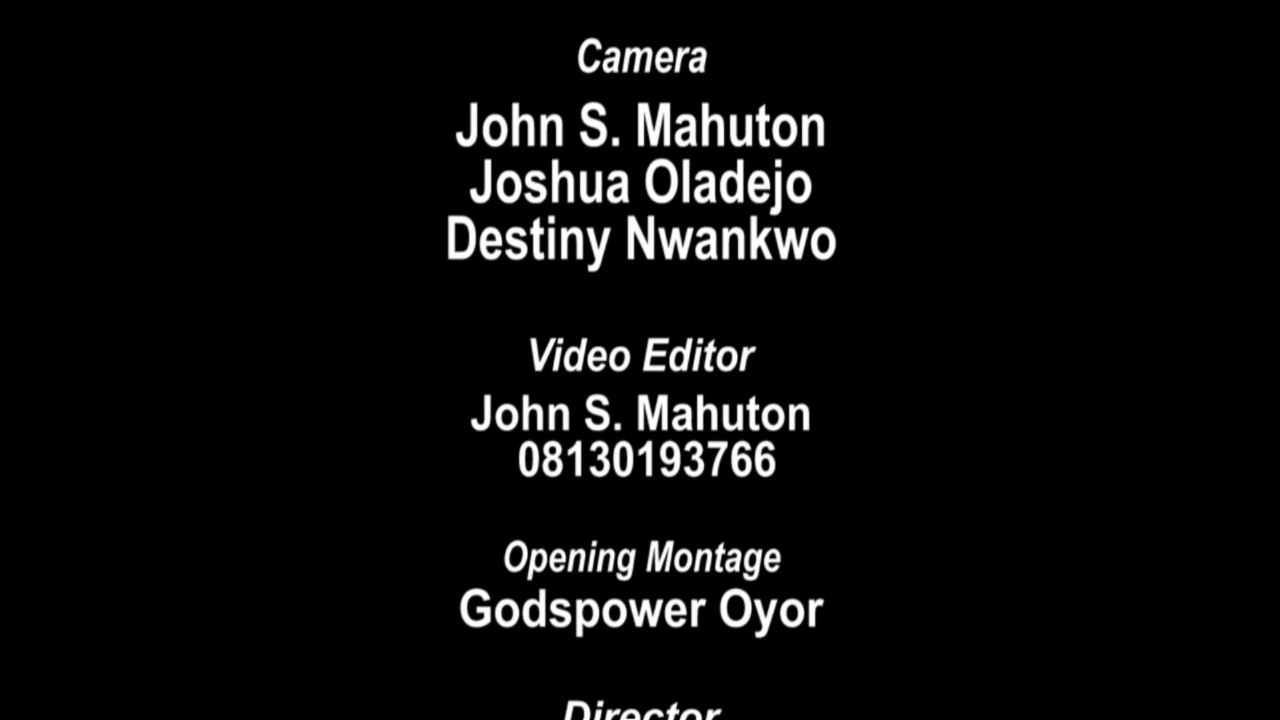 Camera
John S. Mahuton
Joshua Oladejo
Destiny Nwankwo
Video Editor
John S. Mahuton
08130193766
Opening Montage
Godspower Oyor
Director